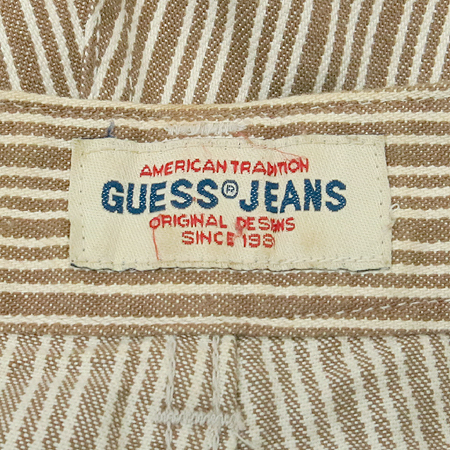 AMERICAN TRADITION
GUESS® JEANS
ORIGINAL DESIGNS
SINCE 198